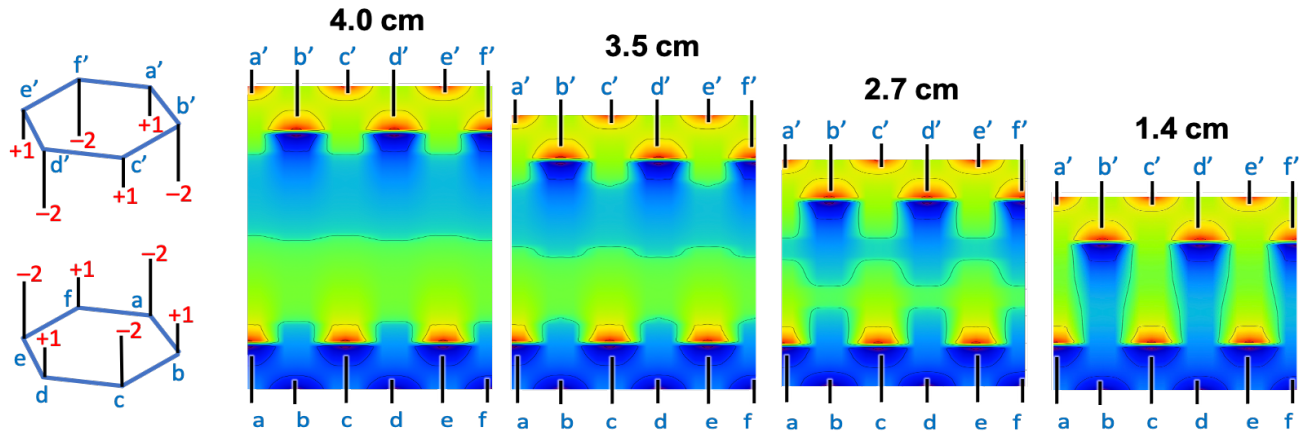 f’
a’
e’
b’
+1
−2
+1
d’
c’
−2
+1
−2
−2
−2
+1
f
a
+1
−2
+1
e
b
d
c
4.0 cm
a’ b’ c’ d’ e’ f’
a b c d e f
3.5 cm
a’ b’ c’ d’ e’ f’
a b c d e f
2.7 cm
a’ b’ c’ d’ e’ f’
a b c d e f
1.4 cm
a’ b’ c’ d’ e’ f’
a b c d e f